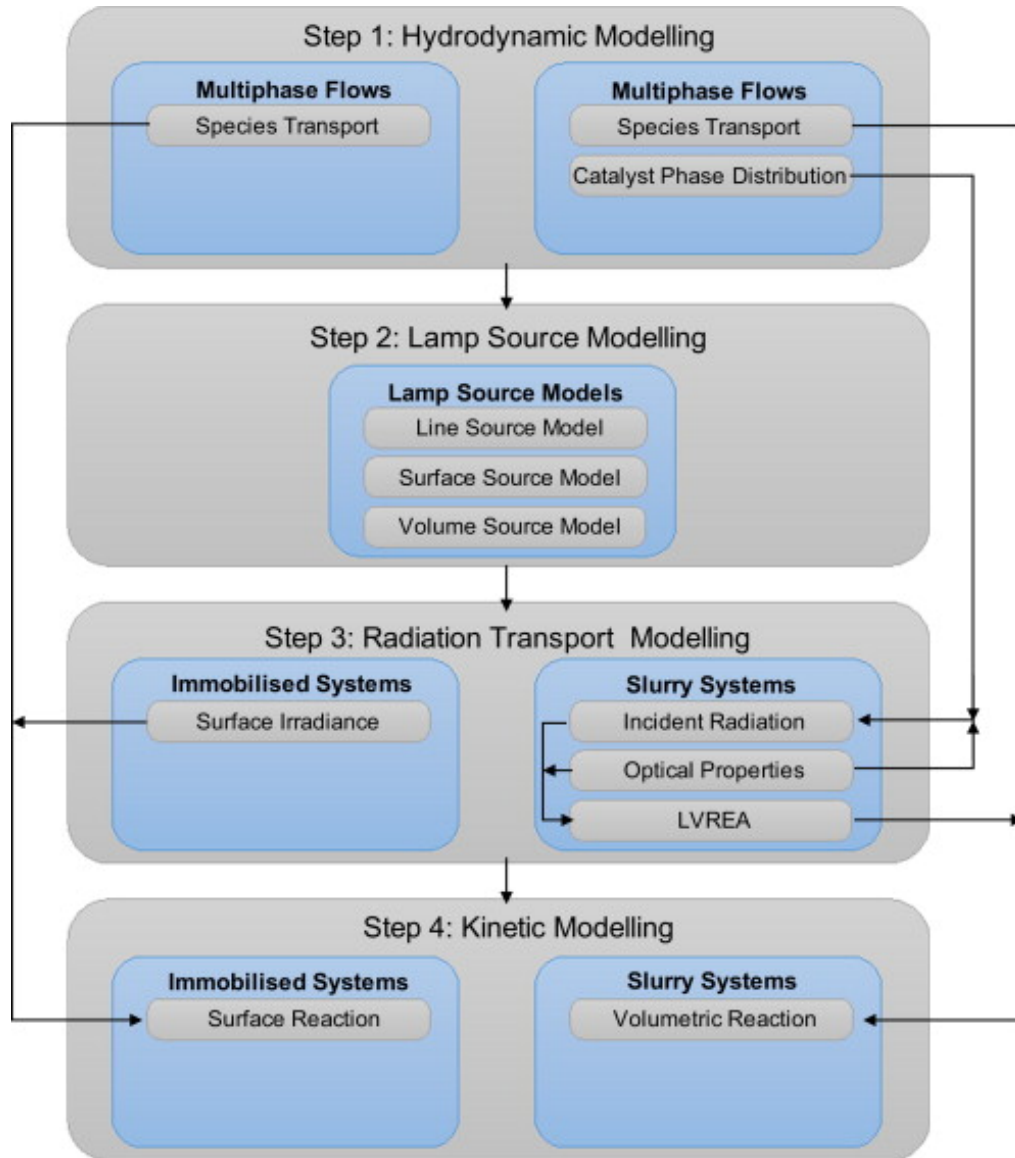 Step 1: Hydrodynamic Modelling
Multiphase Flows
Species Transport
Multiphase Flows
Species Transport
Catalyst Phase Distribution
Step 2: Lamp Source Modelling
Lamp Source Models
Line Source Model
Surface Source Model
Volume Source Model
Step 3: Radiation Transport Modelling
Immobilised Systems
Surface Irradiance
Slurry Systems
Incident Radiation
Optical Properties
LVREA
Step 4: Kinetic Modelling
Immobilised Systems
Surface Reaction
Slurry Systems
Volumetric Reaction